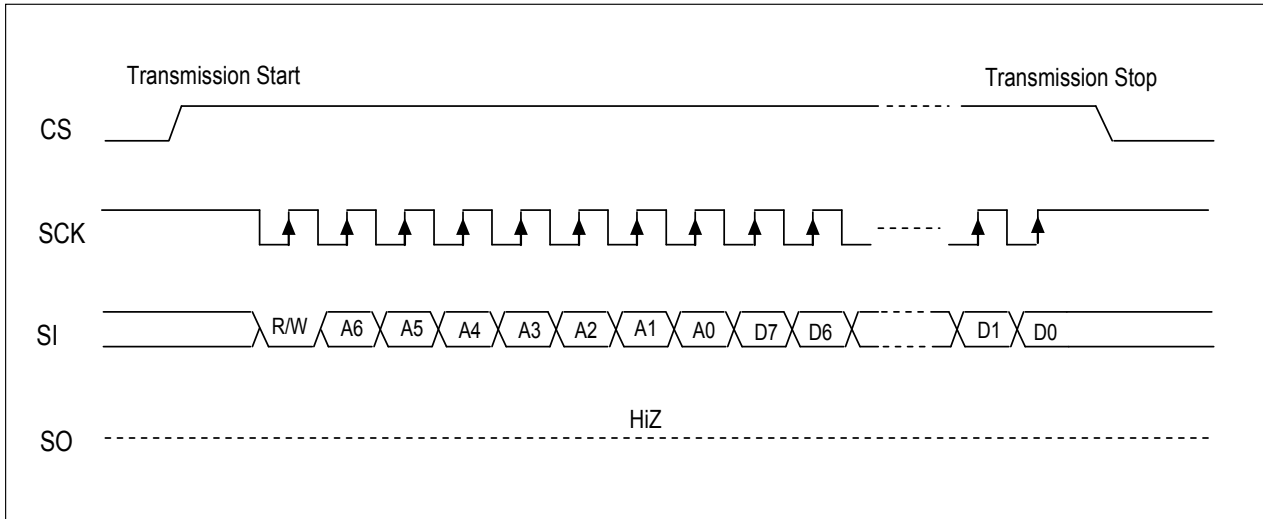 Transmission Start Transmission Stop
CS
SCK
SI R/W A6 A5 A4 A3 A2 A1 A0 D7 D6 D1 D0
HiZ
SO